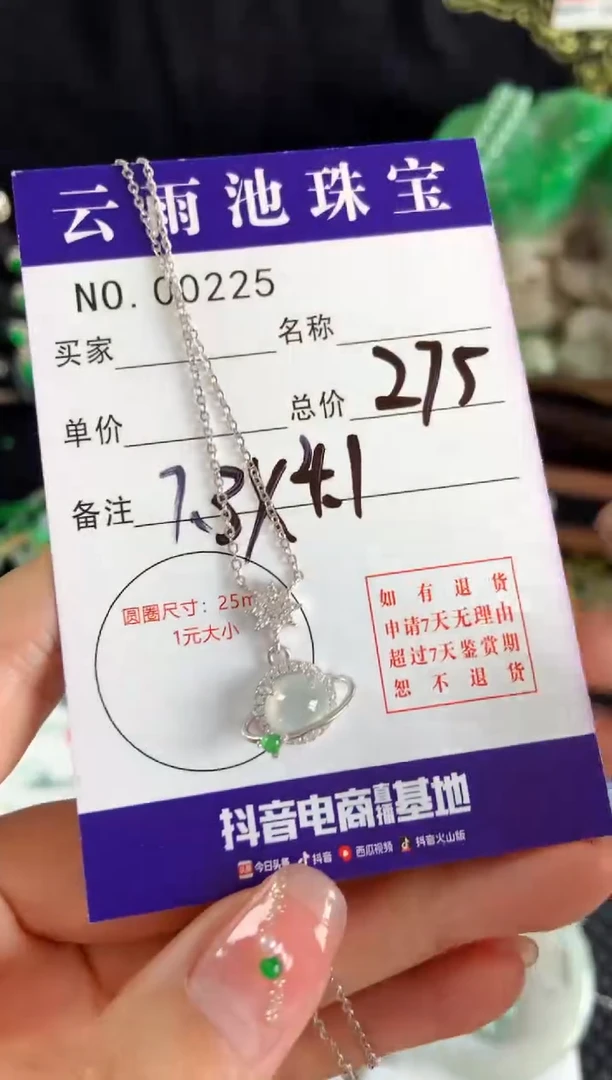 云雨池珠宝
NO. 00225
买家 名称
单价 总价 275
备注 7.3X4.1
圆圈尺寸：25m
1元大小
如有退货
申请7天无理由
超过7天鉴赏期
恕不退货
抖音电商直播基地
今日头条 抖音 西瓜视频 抖音火山版